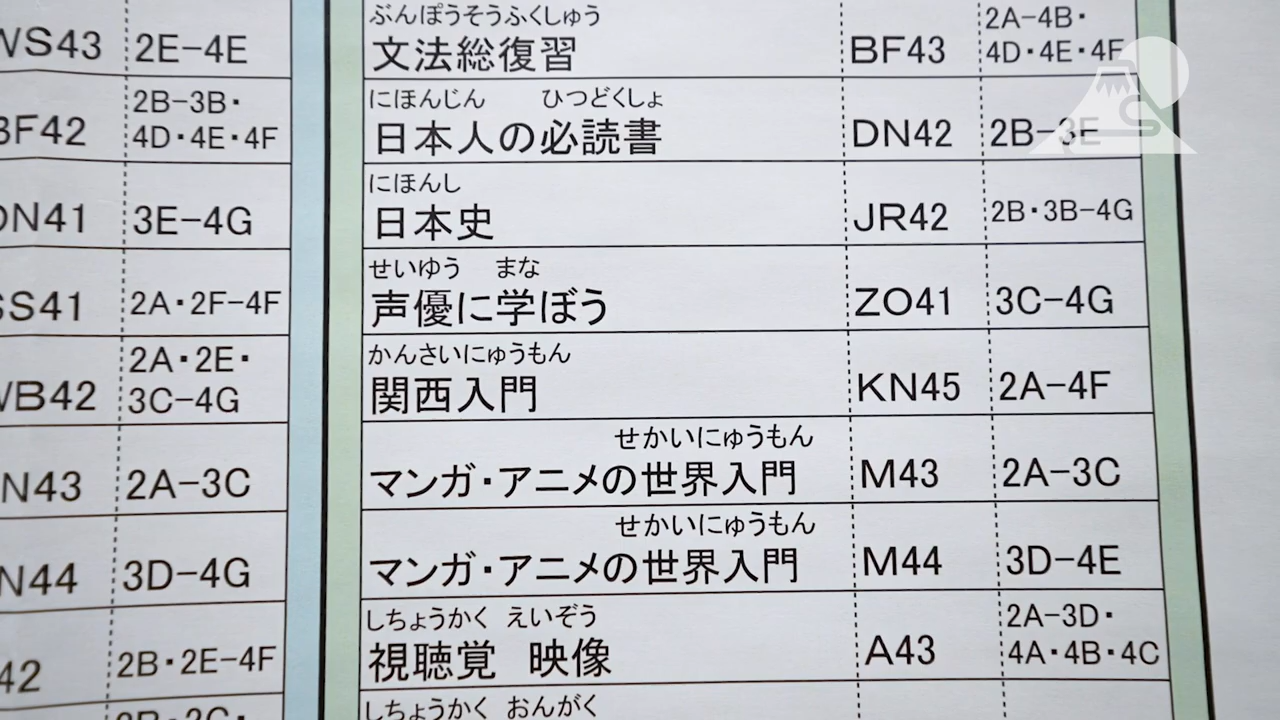 WS43 2E-4E
BF42 2B-3B・
4D・4E・4F
DN41 3E-4G
SS41 2A・2F-4F
WB42 2A・2E・
3C-4G
N43 2A-3C
N44 3D-4G
42 2B・2E-4F
ぶんぽうそうふくしゅう
文法総復習 BF43 2A-4B・
4D・4E・4F
にほんじん ひつどくしょ
日本人の必読書 DN42 2B-3E
にほんし
日本史 JR42 2B・3B-4G
せいゆう まな
声優に学ぼう ZO41 3C-4G
かんさいにゅうもん
関西入門 KN45 2A-4F
せかいにゅうもん
マンガ・アニメの世界入門 M43 2A-3C
せかいにゅうもん
マンガ・アニメの世界入門 M44 3D-4E
しちょうかく えいぞう
視聴覚 映像 A43 2A-3D・
4A・4B・4C
しちょうかく おんがく